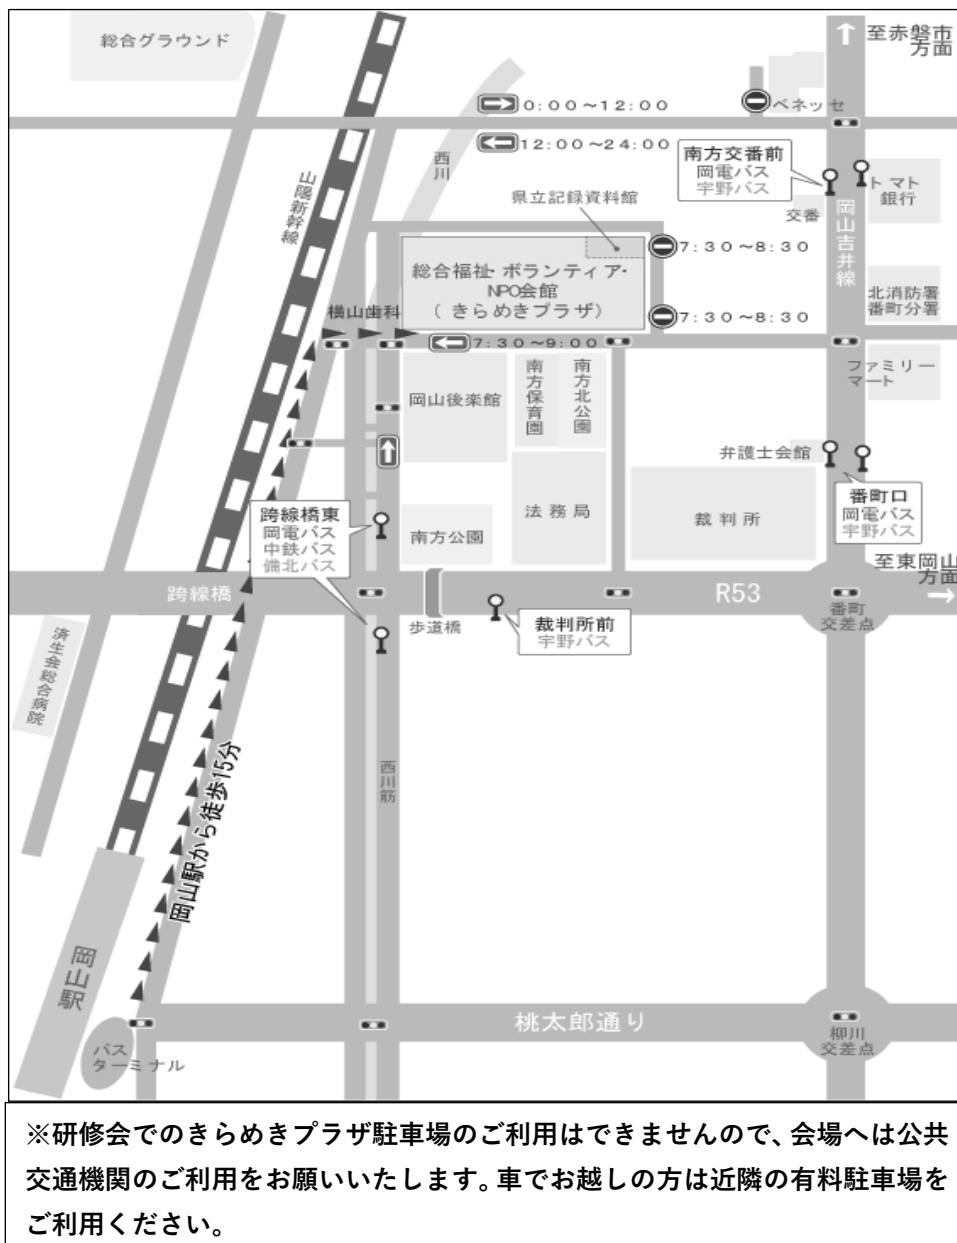 総合グラウンド
至赤磐市
方面
0:00～12:00
ベネッセ
12:00～24:00
西川
南方交番前
岡電バス
宇野バス
トマト
銀行
交番
山陽新幹線
県立記録資料館
岡山吉井線
7:30～8:30
総合福祉・ボランティア・
NPO会館
(きらめきプラザ)
北消防署
番町分署
横山歯科
7:30～8:30
7:30～9:00
ファミリー
マート
岡山後楽館
南方保育園
南方北公園
弁護士会館
番町口
岡電バス
宇野バス
跨線橋東
岡電バス
中鉄バス
備北バス
法務局
裁判所
南方公園
至東岡山
方面
跨線橋
R53
番町
交差点
歩道橋
裁判所前
宇野バス
済生会総合病院
西川筋
岡山駅から徒歩15分
岡山駅
桃太郎通り
柳川
交差点
バス
ターミナル
※研修会でのきらめきプラザ駐車場のご利用はできませんので、会場へは公共
交通機関のご利用をお願いいたします。車でお越しの方は近隣の有料駐車場を
ご利用ください。